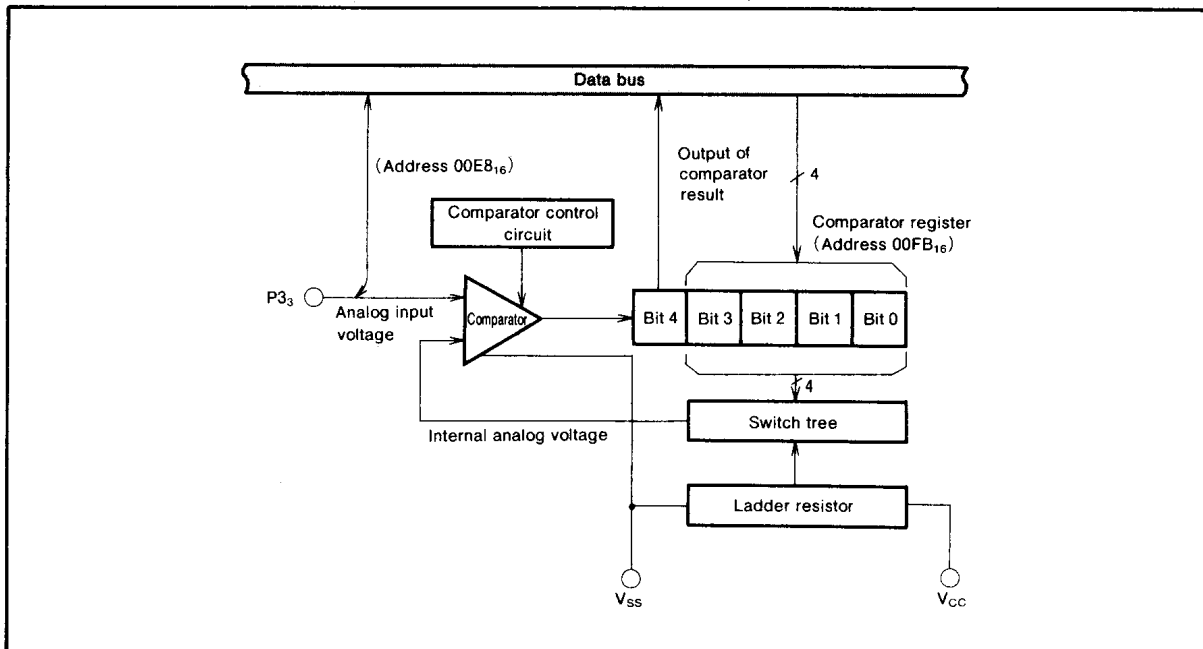 Data bus
(Address 00E8₁₆)
Output of
comparator
result
4
Comparator control
circuit
Comparator register
(Address 00FB₁₆)
P3₃
Analog input
voltage
Comparator
Bit 4
Bit 3
Bit 2
Bit 1
Bit 0
4
Internal analog voltage
Switch tree
Ladder resistor
V_SS
V_CC